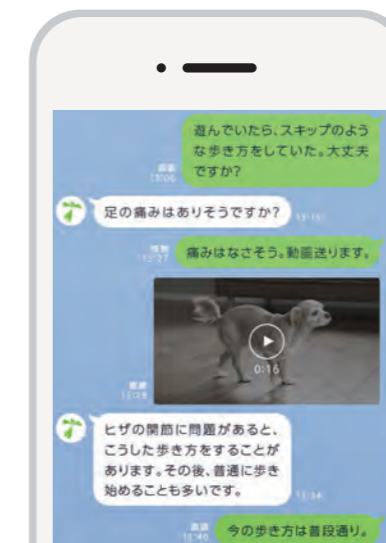 遊んでいたら、スキップのよう
な歩き方をしていた。大丈夫
ですか?
足の痛みはありそうですか?
痛みはなさそう。動画送ります。
0:16
ヒザの関節に問題があると、
こうした歩き方をすることが
あります。その後、普通に歩き
始めることも多いです。
今の歩き方は普段通り。